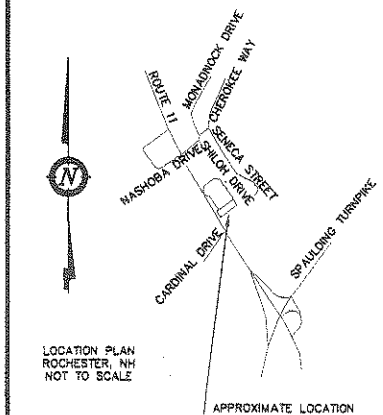 MONADNOCK DRIVE
CHEROKEE WAY
ROUTE 11
SENECA STREET
SHILOH DRIVE
NASHOBA DRIVE
N
CARDINAL DRIVE
SPAULDING TURNPIKE
LOCATION PLAN
ROCHESTER, NH
NOT TO SCALE
APPROXIMATE LOCATION